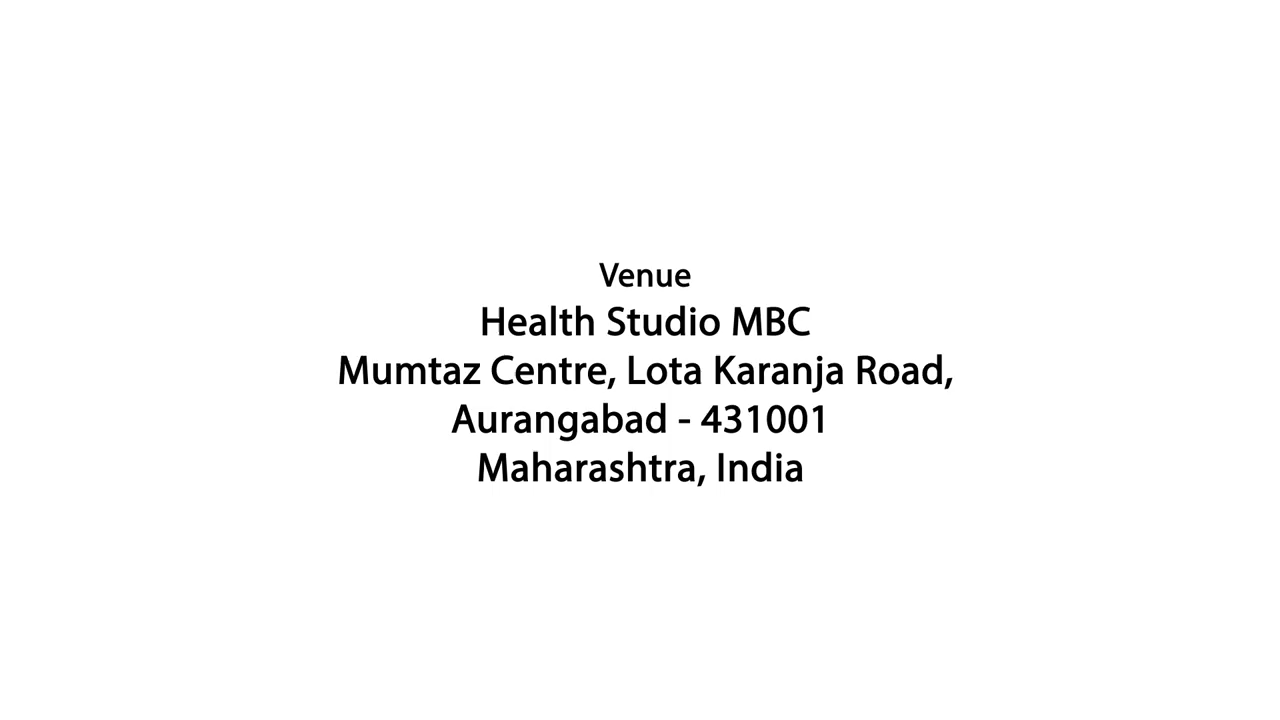 Venue
Health Studio MBC
Mumtaz Centre, Lota Karanja Road,
Aurangabad - 431001
Maharashtra, India